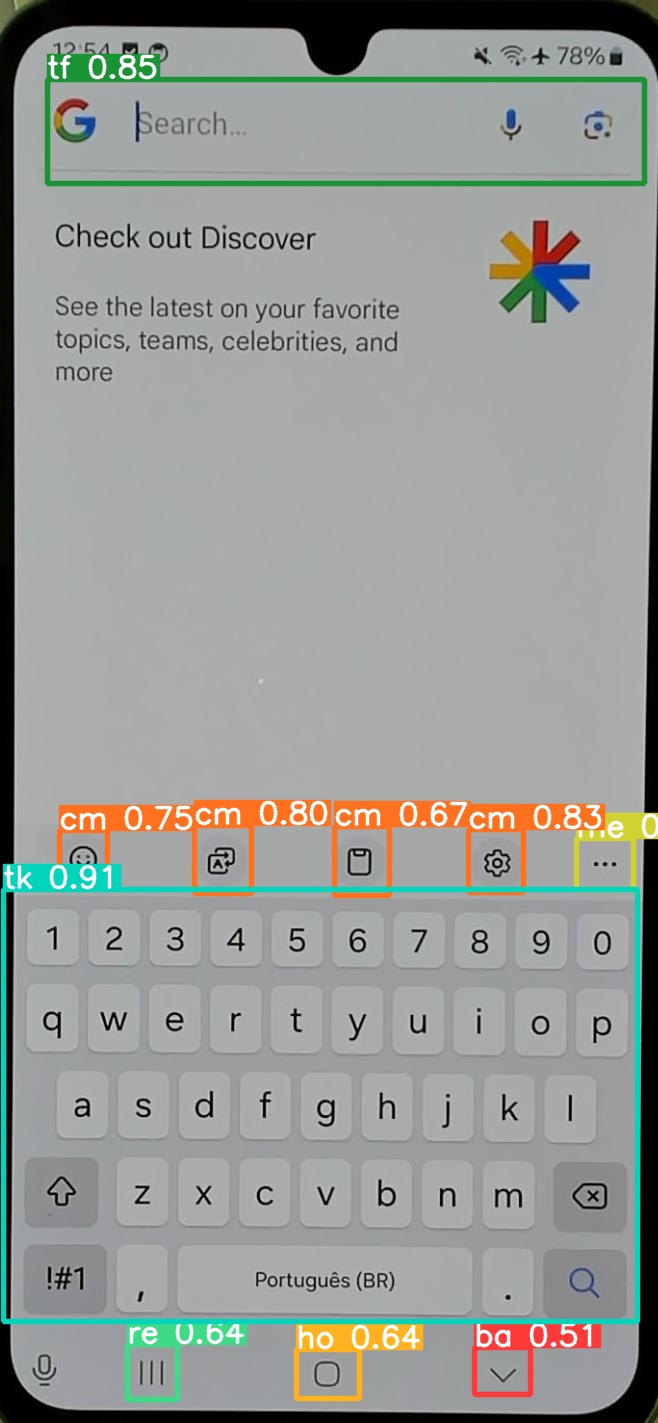 12:54 78%
tf 0.85
Search...
Check out Discover
See the latest on your favorite
topics, teams, celebrities, and
more
cm 0.75 cm 0.80 cm 0.67 cm 0.83 me 0
tk 0.91
1 2 3 4 5 6 7 8 9 0
q w e r t y u i o p
a s d f g h j k l
z x c v b n m
!#1 , Português (BR) .
re 0.64 ho 0.64 ba 0.51